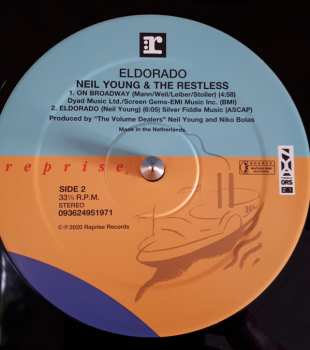 r
ELDORADO
NEIL YOUNG & THE RESTLESS
1. ON BROADWAY (Mann/Weil/Leiber/Stoller) (4:58)
Dyad Music Ltd./Screen Gems-EMI Music Inc. (BMI)
2. ELDORADO (Neil Young) (6:05) Silver Fiddle Music (ASCAP)
Produced by "The Volume Dealers" Neil Young and Niko Bolas
Made in the Netherlands.
reprise
ORS
SIDE 2
33⅓ R.P.M.
STEREO
093624951971
©℗ 2020 Reprise Records